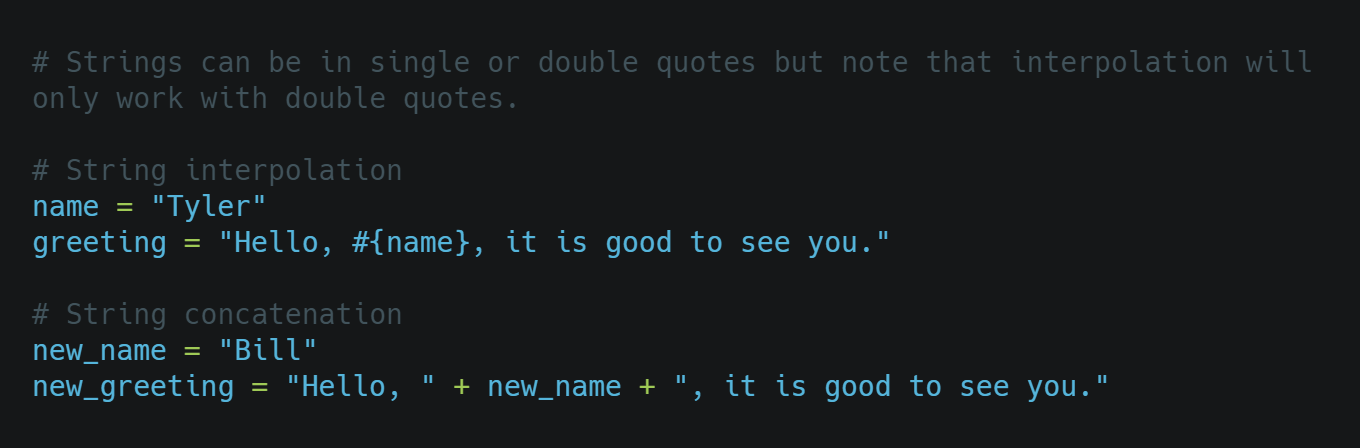 # Strings can be in single or double quotes but note that interpolation will
only work with double quotes.
# String interpolation
name = "Tyler"
greeting = "Hello, #{name}, it is good to see you."
# String concatenation
new_name = "Bill"
new_greeting = "Hello, " + new_name + ", it is good to see you."